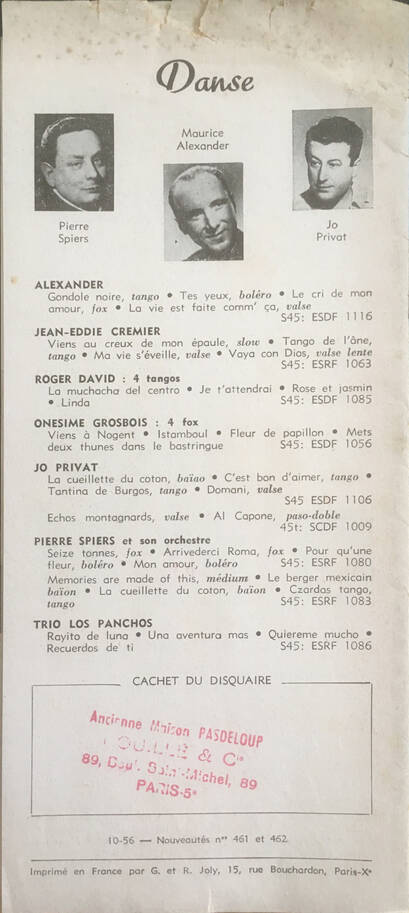 Danse
Maurice
Alexander
Pierre
Spiers
Jo
Privat
ALEXANDER
Gondole noire, tango • Tes yeux, boléro • Le cri de mon
amour, fox • La vie est faite comm' ça, valse
S45: ESDF 1116
JEAN-EDDIE CREMIER
Viens au creux de mon épaule, slow • Tango de l'âne,
tango • Ma vie s'éveille, valse • Vaya con Dios, valse lente
S45: ESRF 1063
ROGER DAVID : 4 tangos
La muchacha del centro • Je t'attendrai • Rose et jasmin
• Linda S45: ESDF 1085
ONESIME GROSBOIS : 4 fox
Viens à Nogent • Istamboul • Fleur de papillon • Mets
deux thunes dans le bastringue S45: ESDF 1056
JO PRIVAT
La cueillette du coton, baïao • C'est bon d'aimer, tango •
Tantina de Burgos, tango • Domani, valse
S45 ESDF 1106
Echos montagnards, valse • Al Capone, paso-doble
45t: SCDF 1009
PIERRE SPIERS et son orchestre
Seize tonnes, fox • Arrivederci Roma, fox • Pour qu'une
fleur, boléro • Mon amour, boléro S45: ESRF 1080
Memories are made of this, médium • Le berger mexicain
baïon • La cueillette du coton, baïon • Czardas tango,
tango S45: ESRF 1083
TRIO LOS PANCHOS
Rayito de luna • Una aventura mas • Quiereme mucho •
Recuerdos de ti S45: ESRF 1086
CACHET DU DISQUAIRE
Ancienne Maison PASDELOUP
& Cie
89, Boul. Saint-Michel, 89
PARIS-5e
10-56 — Nouveautés nos 461 et 462
Imprimé en France par G. et R. Joly, 15, rue Bouchardon, Paris-Xe